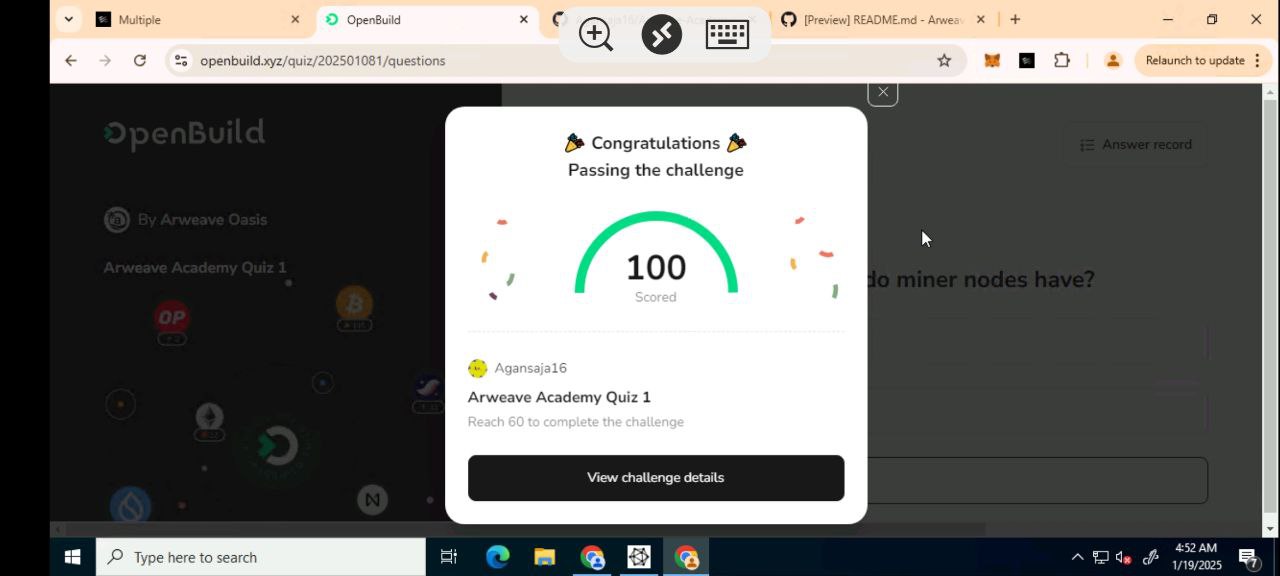 Multiple
OpenBuild
[Preview] README.md - Arweav
openbuild.xyz/quiz/202501081/questions
Relaunch to update
OpenBuild
Answer record
By Arweave Oasis
Arweave Academy Quiz 1
do miner nodes have?
Congratulations
Passing the challenge
100
Scored
Agansaja16
Arweave Academy Quiz 1
Reach 60 to complete the challenge
View challenge details
OP
Type here to search
4:52 AM
1/19/2025
7